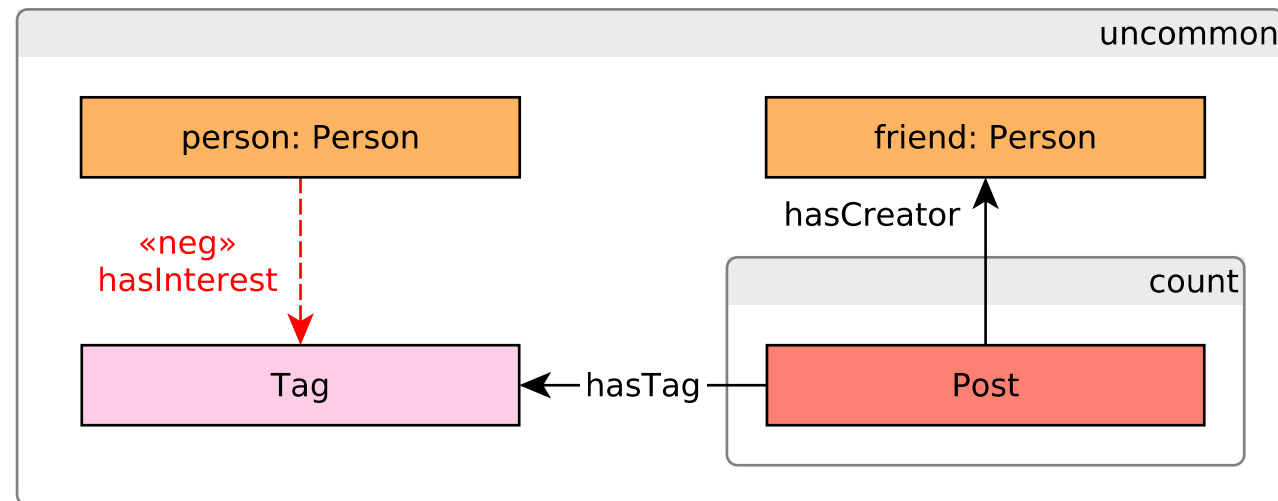 uncommon
person: Person
friend: Person
hasCreator
«neg»
hasInterest
count
Tag
hasTag
Post